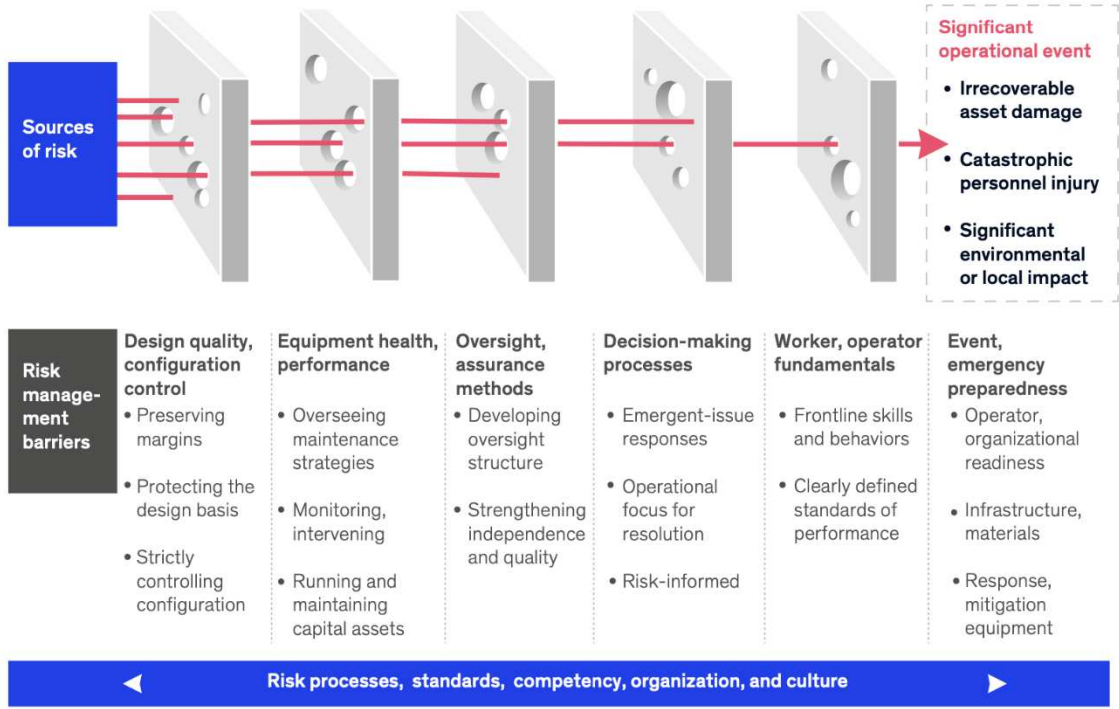 Sources
of risk
Significant
operational event
• Irrecoverable
asset damage
• Catastrophic
personnel injury
• Significant
environmental
or local impact
Risk
manage-
ment
barriers
Design quality,
configuration
control
• Preserving
margins
• Protecting the
design basis
• Strictly
controlling
configuration
Equipment health,
performance
• Overseeing
maintenance
strategies
• Monitoring,
intervening
• Running and
maintaining
capital assets
Oversight,
assurance
methods
• Developing
oversight
structure
• Strengthening
independence
and quality
Decision-making
processes
• Emergent-issue
responses
• Operational
focus for
resolution
• Risk-informed
Worker, operator
fundamentals
• Frontline skills
and behaviors
• Clearly defined
standards of
performance
Event,
emergency
preparedness
• Operator,
organizational
readiness
• Infrastructure,
materials
• Response,
mitigation
equipment
Risk processes, standards, competency, organization, and culture